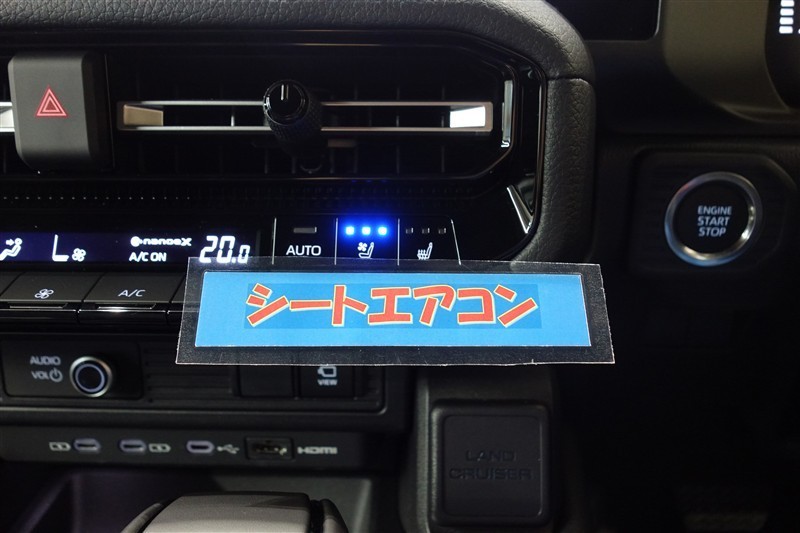 ENGINE
START
STOP
nanoeX
A/C ON
20.0
AUTO
A/C
シートエアコン
AUDIO
VOL
VIEW
HDMI
LAND
CRUISER